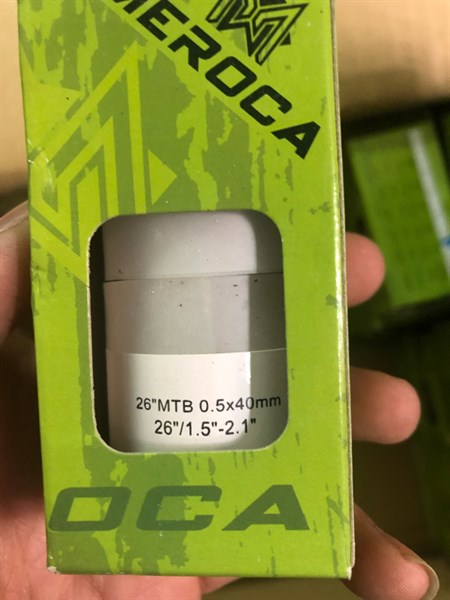 MEROCA
26"MTB 0.5x40mm
26"/1.5"-2.1"
OCA